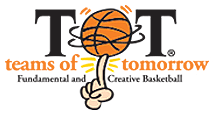 TOT®
teams of tomorrow
Fundamental and Creative Basketball